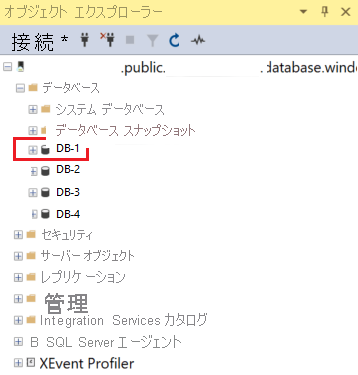 オブジェクト エクスプローラー
接続 *
.public. .database.windo
データベース
システム データベース
データベース スナップショット
DB-1
DB-2
DB-3
DB-4
セキュリティ
サーバー オブジェクト
レプリケーション
管理
Integration Services カタログ
B SQL Server エージェント
XEvent Profiler